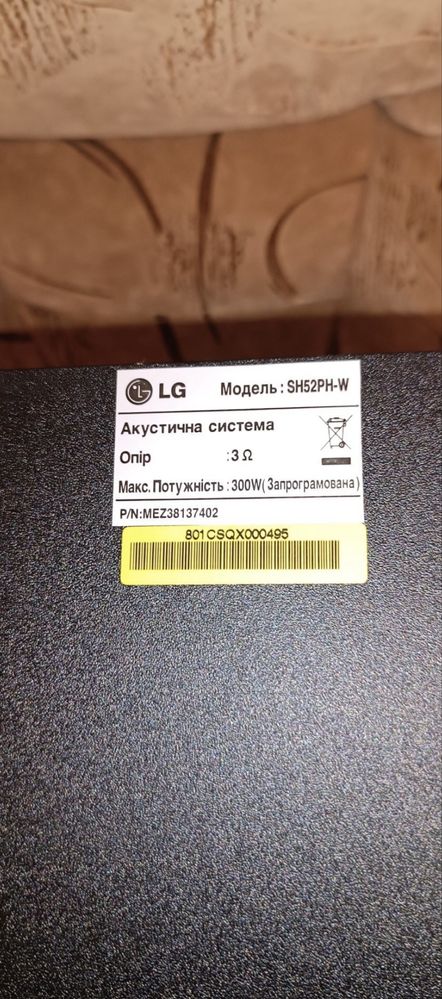 LG Модель : SH52PH-W
Акустична система
Опір :3 Ω
Макс. Потужність : 300W( Запрограмована)
P/N:MEZ38137402
801CSQX000495